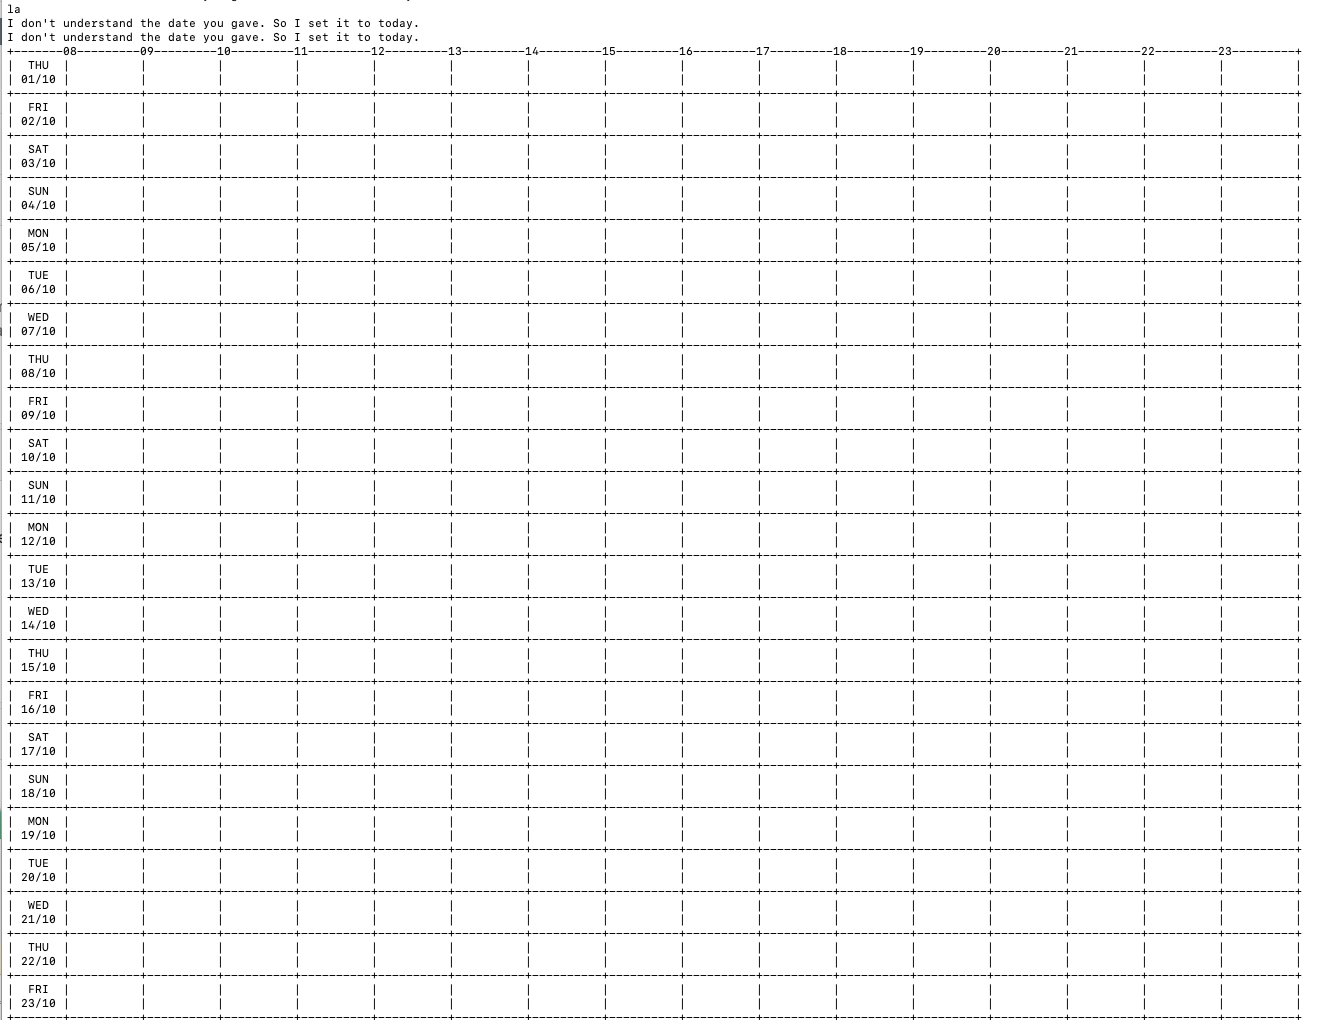 la
I don't understand the date you gave. So I set it to today.
I don't understand the date you gave. So I set it to today.
+-------08---------09---------10---------11---------12---------13---------14---------15---------16---------17---------18---------19---------20---------21---------22---------23----------+
THU
01/10
FRI
02/10
SAT
03/10
SUN
04/10
MON
05/10
TUE
06/10
WED
07/10
THU
08/10
FRI
09/10
SAT
10/10
SUN
11/10
MON
12/10
TUE
13/10
WED
14/10
THU
15/10
FRI
16/10
SAT
17/10
SUN
18/10
MON
19/10
TUE
20/10
WED
21/10
THU
22/10
FRI
23/10